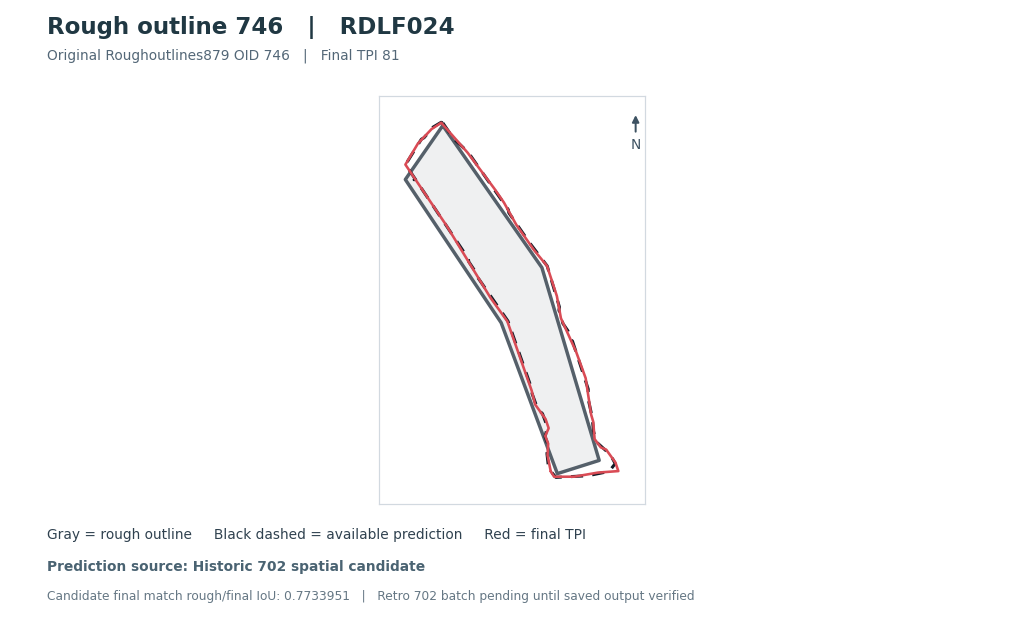 Rough outline 746   |   RDLF024
Original Roughoutlines879 OID 746   |   Final TPI 81
N
Gray = rough outline     Black dashed = available prediction     Red = final TPI
Prediction source: Historic 702 spatial candidate
Candidate final match rough/final IoU: 0.7733951   |   Retro 702 batch pending until saved output verified